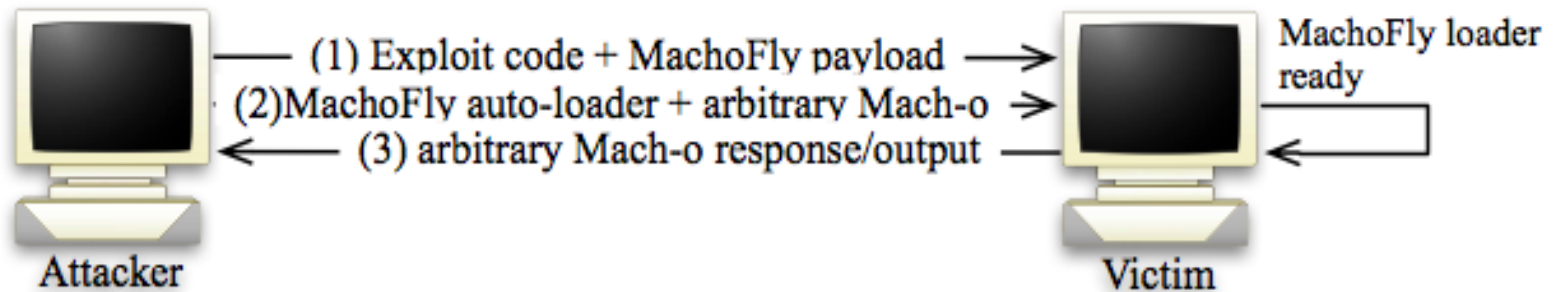 (1) Exploit code + MachoFly payload
(2)MachoFly auto-loader + arbitrary Mach-o
(3) arbitrary Mach-o response/output
MachoFly loader
ready
Attacker
Victim